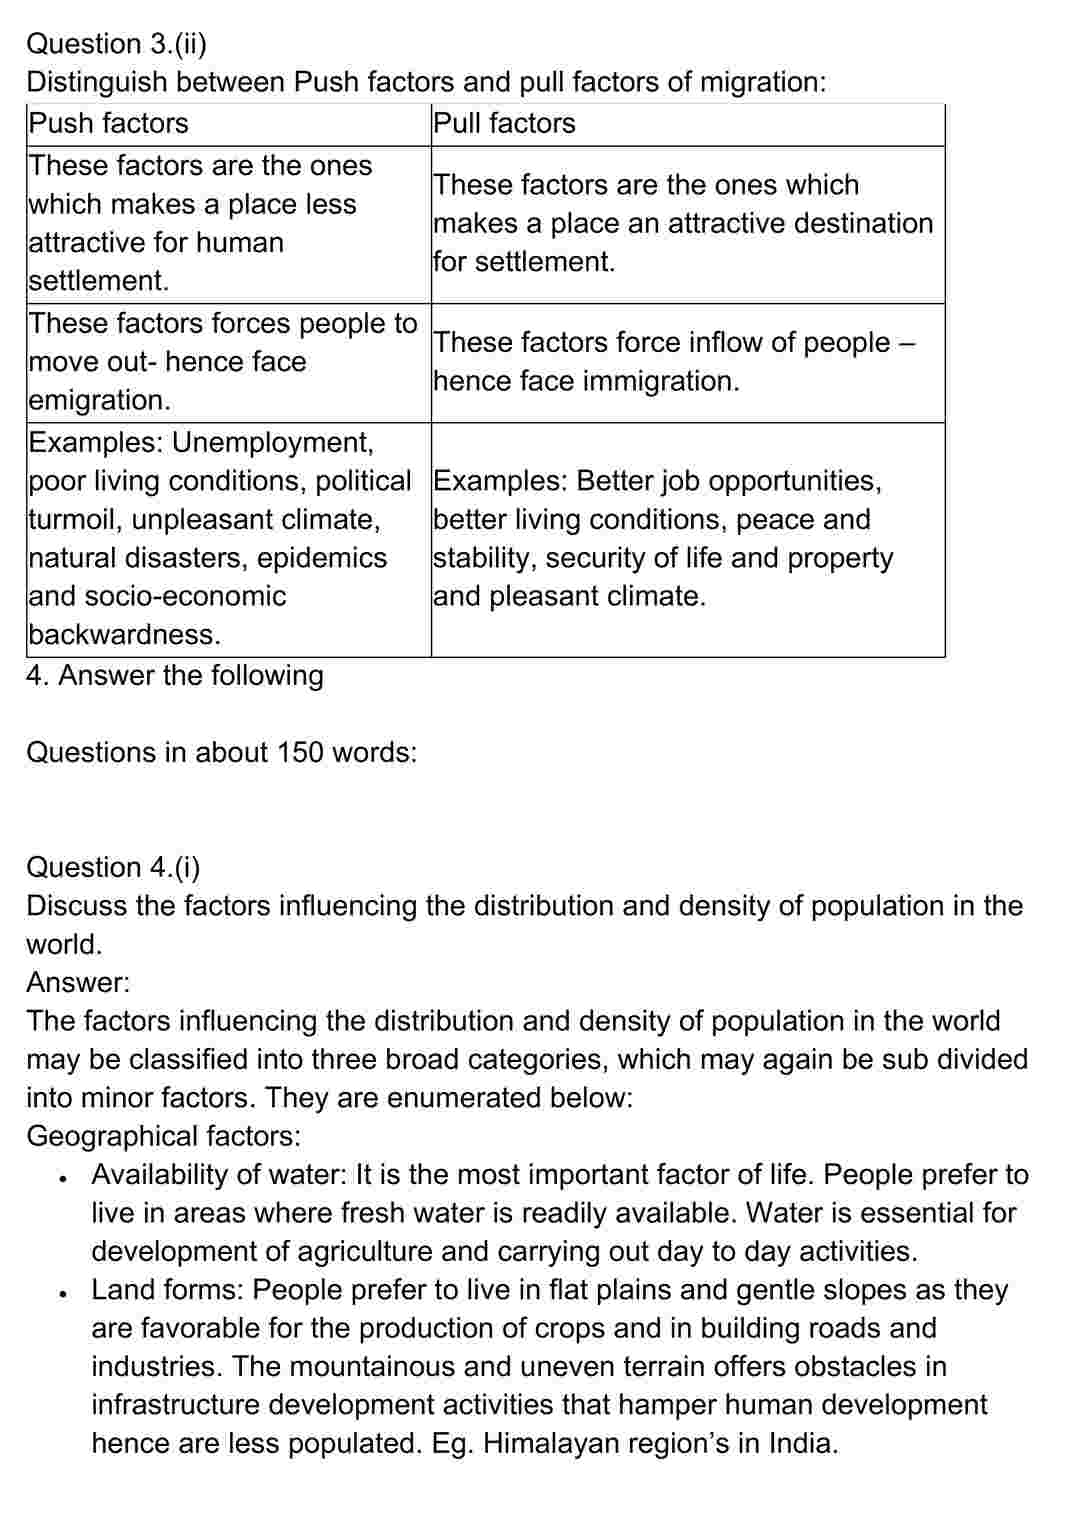 Question 3.(ii)
Distinguish between Push factors and pull factors of migration:
Push factors
Pull factors
These factors are the ones
which makes a place less
attractive for human
settlement.
These factors are the ones which
makes a place an attractive destination
for settlement.
These factors forces people to
move out- hence face
emigration.
These factors force inflow of people –
hence face immigration.
Examples: Unemployment,
poor living conditions, political
turmoil, unpleasant climate,
natural disasters, epidemics
and socio-economic
backwardness.
Examples: Better job opportunities,
better living conditions, peace and
stability, security of life and property
and pleasant climate.
4. Answer the following
Questions in about 150 words:
Question 4.(i)
Discuss the factors influencing the distribution and density of population in the
world.
Answer:
The factors influencing the distribution and density of population in the world
may be classified into three broad categories, which may again be sub divided
into minor factors. They are enumerated below:
Geographical factors:
• Availability of water: It is the most important factor of life. People prefer to
live in areas where fresh water is readily available. Water is essential for
development of agriculture and carrying out day to day activities.
• Land forms: People prefer to live in flat plains and gentle slopes as they
are favorable for the production of crops and in building roads and
industries. The mountainous and uneven terrain offers obstacles in
infrastructure development activities that hamper human development
hence are less populated. Eg. Himalayan region’s in India.